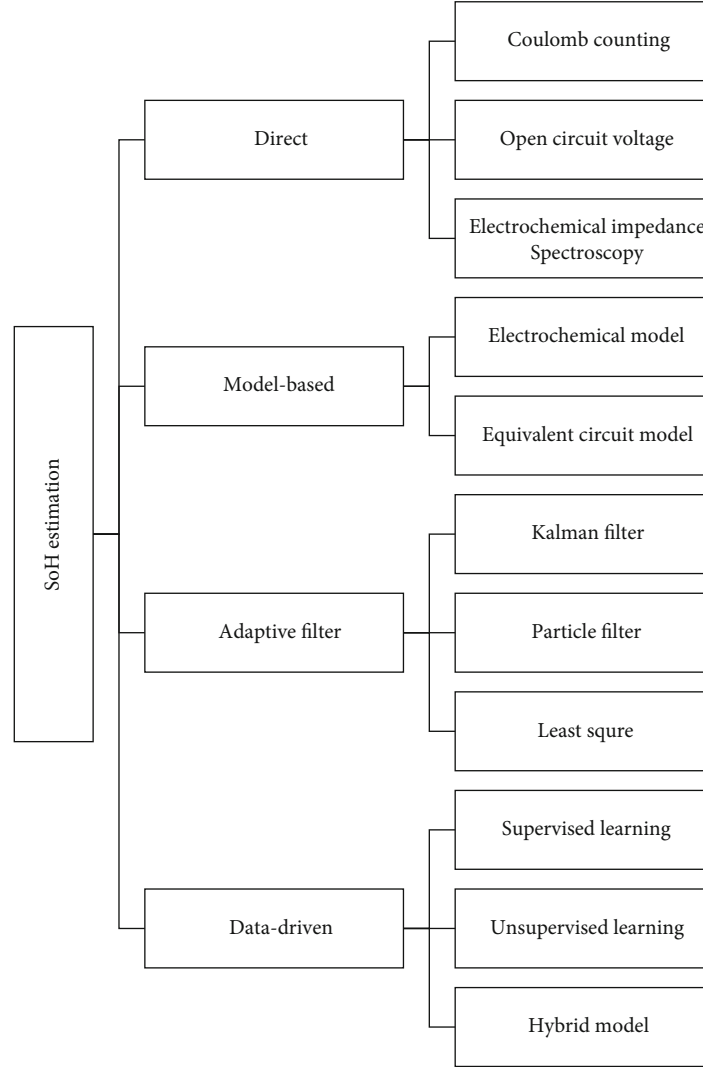 SoH estimation
Direct
Coulomb counting
Open circuit voltage
Electrochemical impedance
Spectroscopy
Model-based
Electrochemical model
Equivalent circuit model
Adaptive filter
Kalman filter
Particle filter
Least squre
Data-driven
Supervised learning
Unsupervised learning
Hybrid model